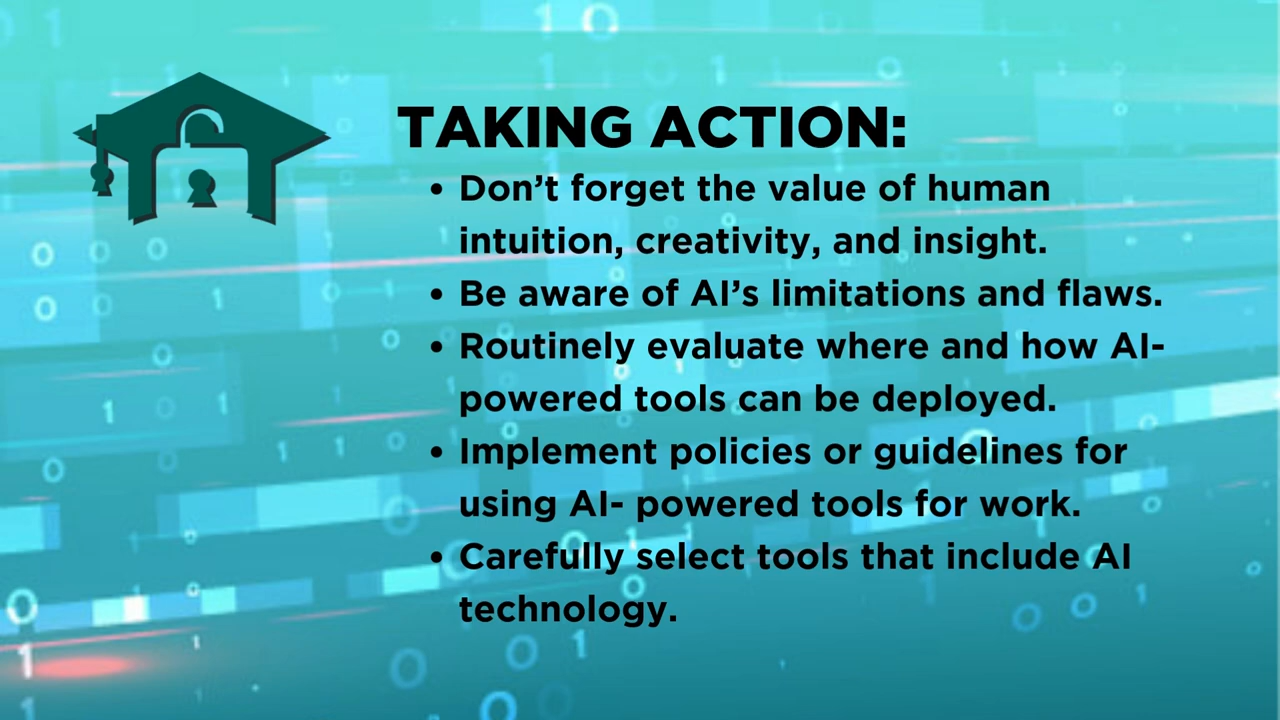 TAKING ACTION:
• Don’t forget the value of human
intuition, creativity, and insight.
• Be aware of AI’s limitations and flaws.
• Routinely evaluate where and how AI-
powered tools can be deployed.
• Implement policies or guidelines for
using AI- powered tools for work.
• Carefully select tools that include AI
technology.